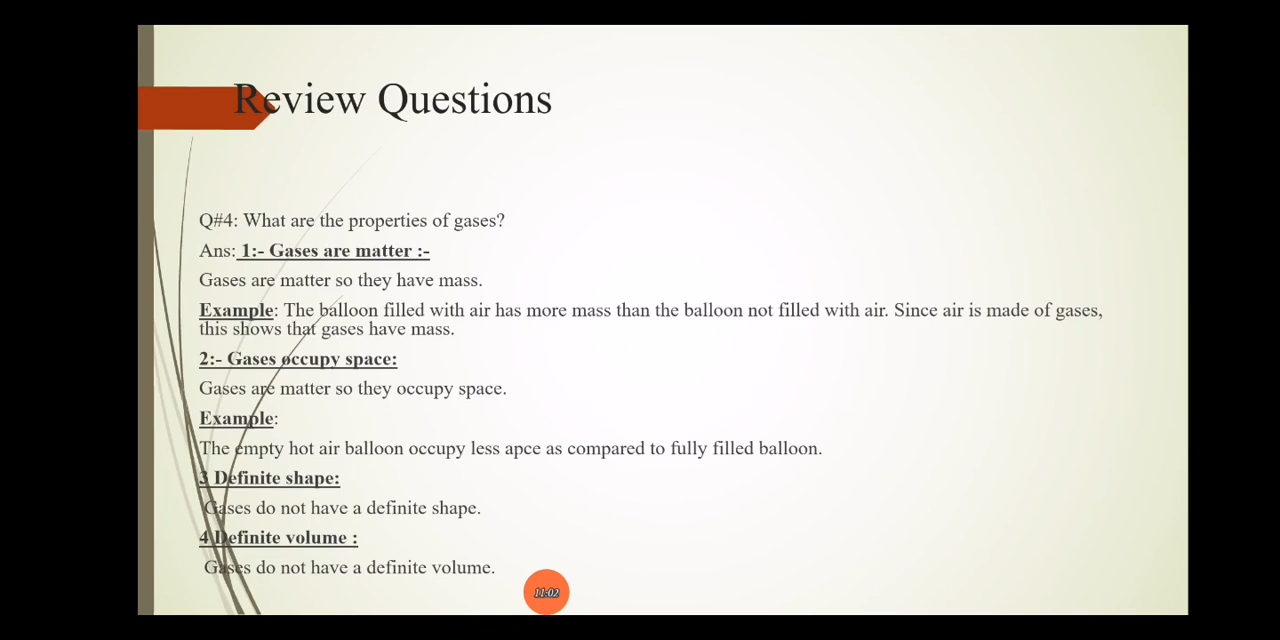 Review Questions
Q#4: What are the properties of gases?
Ans: 1:- Gases are matter :-
Gases are matter so they have mass.
Example: The balloon filled with air has more mass than the balloon not filled with air. Since air is made of gases,
this shows that gases have mass.
2:- Gases occupy space:
Gases are matter so they occupy space.
Example:
The empty hot air balloon occupy less apce as compared to fully filled balloon.
3 Definite shape:
Gases do not have a definite shape.
4 Definite volume :
Gases do not have a definite volume.
11:02